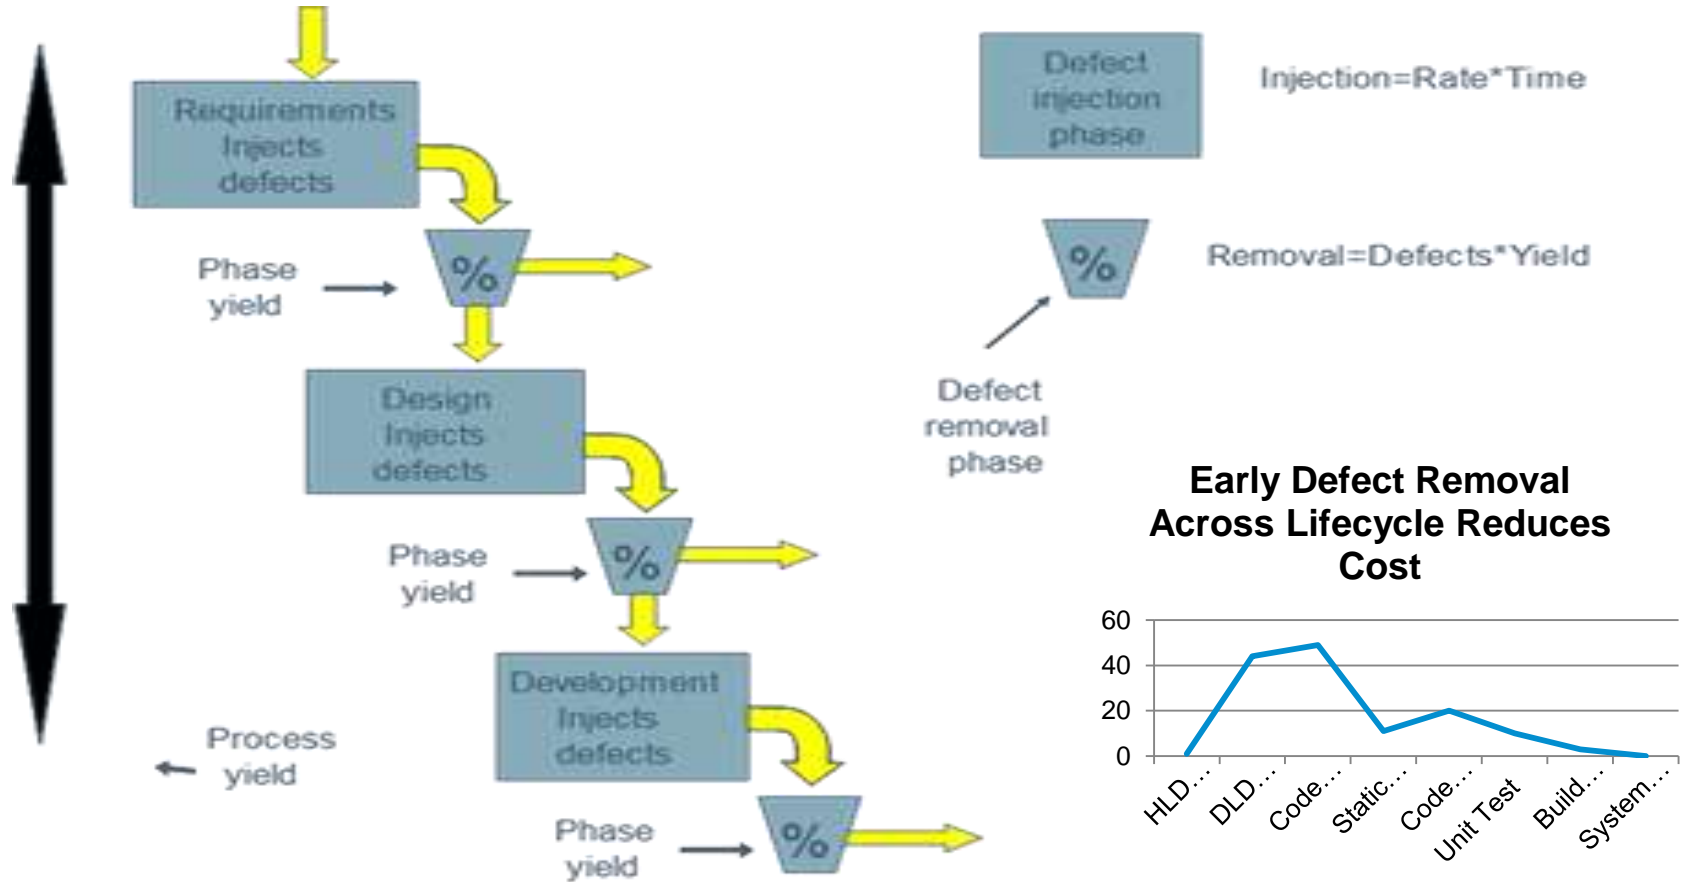 Requirements
Injects
defects
%
Phase
yield
Design
Injects
defects
%
Phase
yield
Development
Injects
defects
%
Phase
yield
Process
yield
Defect
injection
phase
Injection=Rate*Time
%
Removal=Defects*Yield
Defect
removal
phase
Early Defect Removal
Across Lifecycle Reduces
Cost
60
40
20
0
HLD…
DLD…
Code…
Static…
Code…
Unit Test
Build…
System…